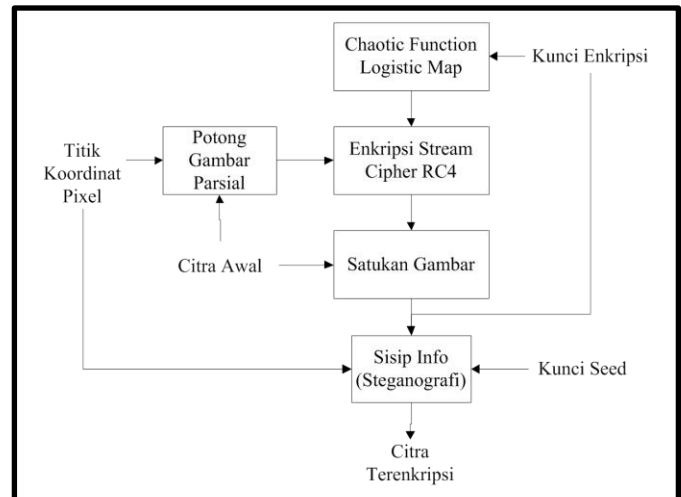 Chaotic Function
Logistic Map
Kunci Enkripsi
Titik
Koordinat
Pixel
Potong
Gambar
Parsial
Enkripsi Stream
Cipher RC4
Citra Awal
Satukan Gambar
Sisip Info
(Steganografi)
Kunci Seed
Citra
Terenkripsi